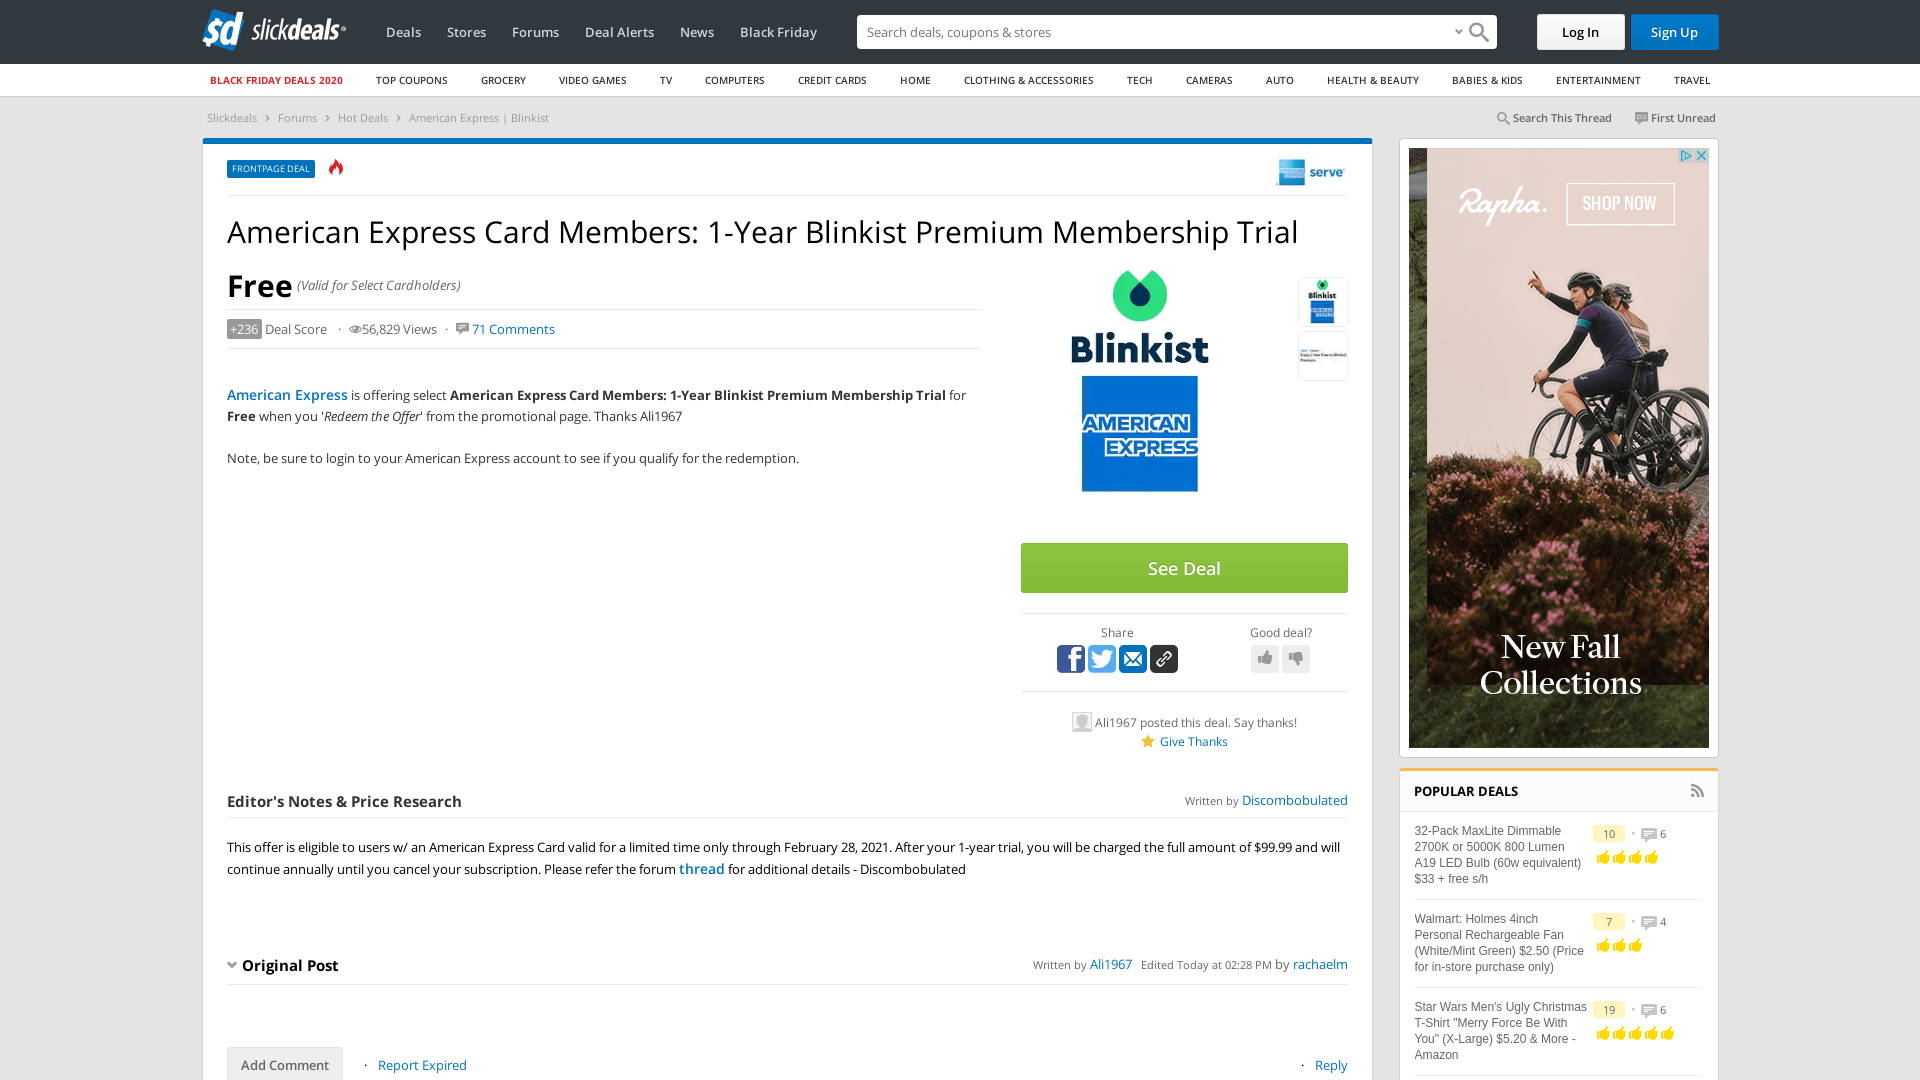 slickdeals
Deals
Stores
Forums
Deal Alerts
News
Black Friday
Search deals, coupons & stores
Log In
Sign Up
BLACK FRIDAY DEALS 2020
TOP COUPONS
GROCERY
VIDEO GAMES
TV
COMPUTERS
CREDIT CARDS
HOME
CLOTHING & ACCESSORIES
TECH
CAMERAS
AUTO
HEALTH & BEAUTY
BABIES & KIDS
ENTERTAINMENT
TRAVEL
Slickdeals > Forums > Hot Deals > American Express | Blinkist
Search This Thread
First Unread
FRONTPAGE DEAL
serve
American Express Card Members: 1-Year Blinkist Premium Membership Trial
Free (Valid for Select Cardholders)
+236 Deal Score · 56,829 Views · 71 Comments
American Express is offering select American Express Card Members: 1-Year Blinkist Premium Membership Trial for
Free when you 'Redeem the Offer' from the promotional page. Thanks Ali1967
Note, be sure to login to your American Express account to see if you qualify for the redemption.
Blinkist
AMERICAN
EXPRESS
Blinkist
See Deal
Share
Good deal?
Ali1967 posted this deal. Say thanks!
Give Thanks
Editor's Notes & Price Research
Written by Discombobulated
This offer is eligible to users w/ an American Express Card valid for a limited time only through February 28, 2021. After your 1-year trial, you will be charged the full amount of $99.99 and will
continue annually until you cancel your subscription. Please refer the forum thread for additional details - Discombobulated
Original Post
Written by Ali1967 Edited Today at 02:28 PM by rachaelm
Add Comment
· Report Expired
· Reply
Rapha.
SHOP NOW
New Fall
Collections
POPULAR DEALS
32-Pack MaxLite Dimmable
2700K or 5000K 800 Lumen
A19 LED Bulb (60w equivalent)
$33 + free s/h
10 • 6
Walmart: Holmes 4inch
Personal Rechargeable Fan
(White/Mint Green) $2.50 (Price
for in-store purchase only)
7 • 4
Star Wars Men's Ugly Christmas
T-Shirt "Merry Force Be With
You" (X-Large) $5.20 & More -
Amazon
19 • 6